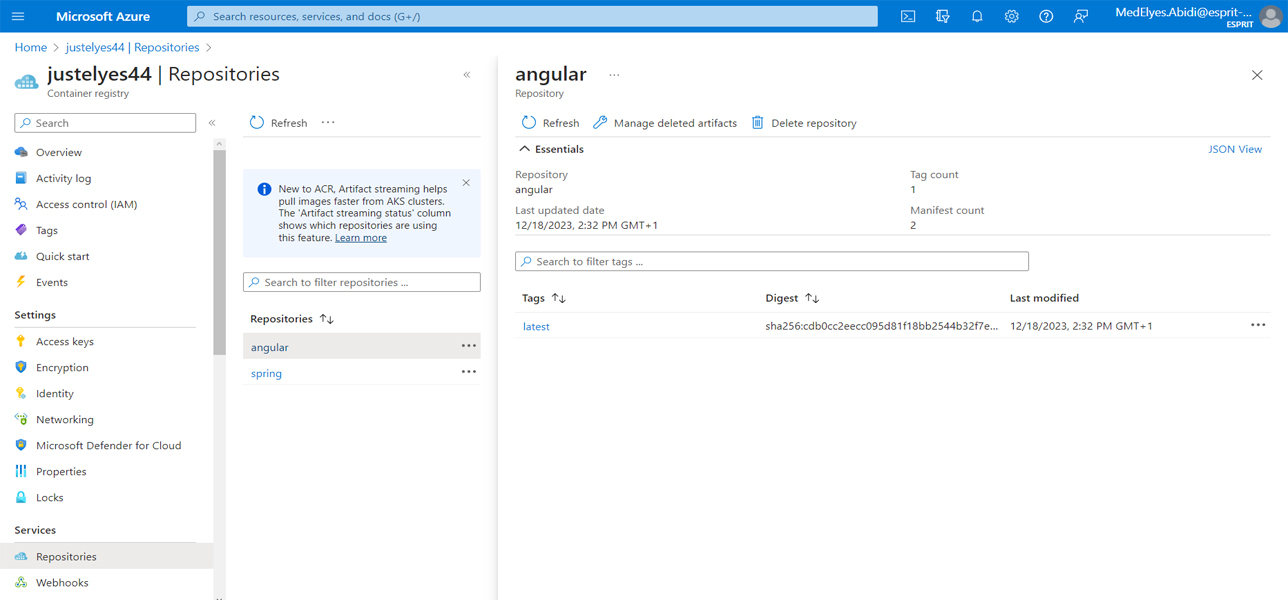 Microsoft Azure
Search resources, services, and docs (G+/)
MedElyes.Abidi@esprit-...
ESPRIT
Home > justelyes44 | Repositories >
justelyes44 | Repositories
Container registry
Search
Overview
Activity log
Access control (IAM)
Tags
Quick start
Events
Settings
Access keys
Encryption
Identity
Networking
Microsoft Defender for Cloud
Properties
Locks
Services
Repositories
Webhooks
Refresh
New to ACR, Artifact streaming helps
pull images faster from AKS clusters.
The 'Artifact streaming status' column
shows which repositories are using
this feature. Learn more
Search to filter repositories ...
Repositories
angular
spring
angular
Repository
Refresh Manage deleted artifacts Delete repository
Essentials JSON View
Repository
angular
Last updated date
12/18/2023, 2:32 PM GMT+1
Tag count
1
Manifest count
2
Search to filter tags ...
Tags Digest Last modified
latest sha256:cdb0cc2eecc095d81f18bb2544b32f7e... 12/18/2023, 2:32 PM GMT+1